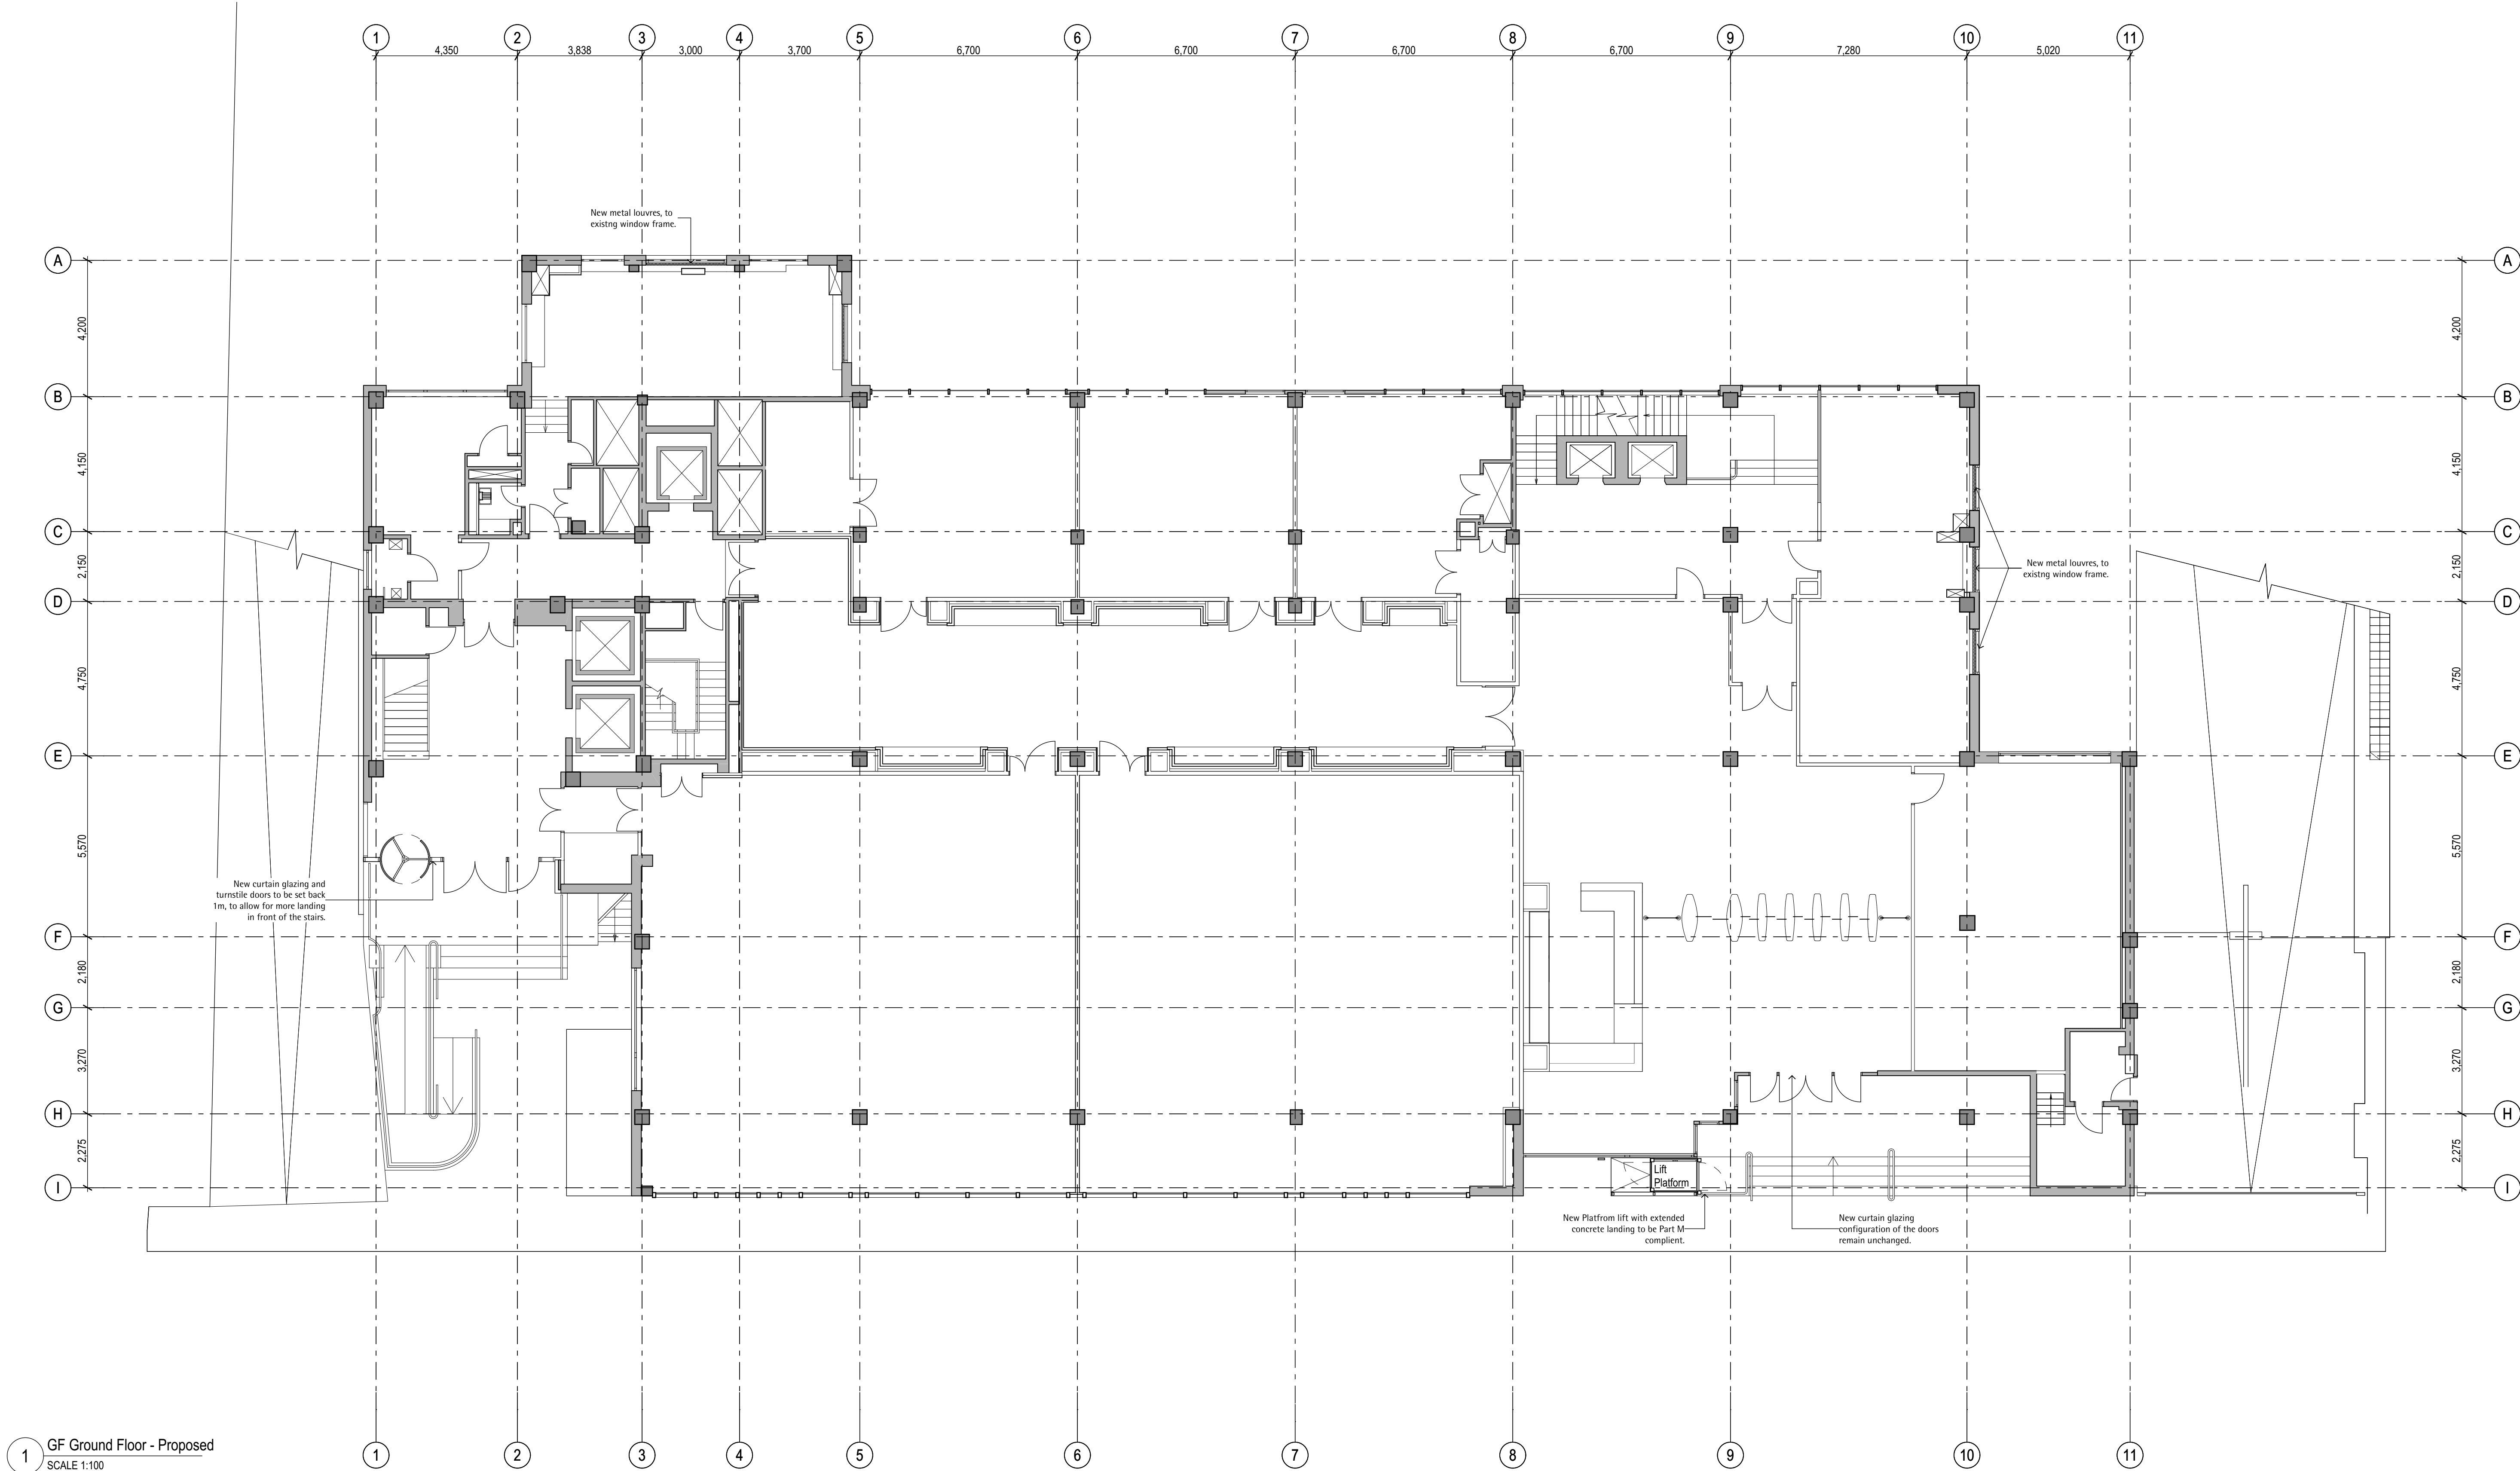 1 2 3 4 5 6 7 8 9 10 11
4,350 3,838 3,000 3,700 6,700 6,700 6,700 6,700 7,280 5,020
New metal louvres, to
existng window frame.
A A
4,200 4,200
B B
4,150 4,150
C C
2,150 2,150
New metal louvres, to
existng window frame.
D D
4,750 4,750
E E
5,570 5,570
New curtain glazing and
turnstile doors to be set back
1m, to allow for more landing
in front of the stairs.
F F
2,180 2,180
G G
3,270 3,270
H H
2,275 2,275
Lift
Platform
I I
New Platfrom lift with extended
concrete landing to be Part M
complient.
New curtain glazing
configuration of the doors
remain unchanged.
1 2 3 4 5 6 7 8 9 10 11
1 GF Ground Floor - Proposed
SCALE 1:100